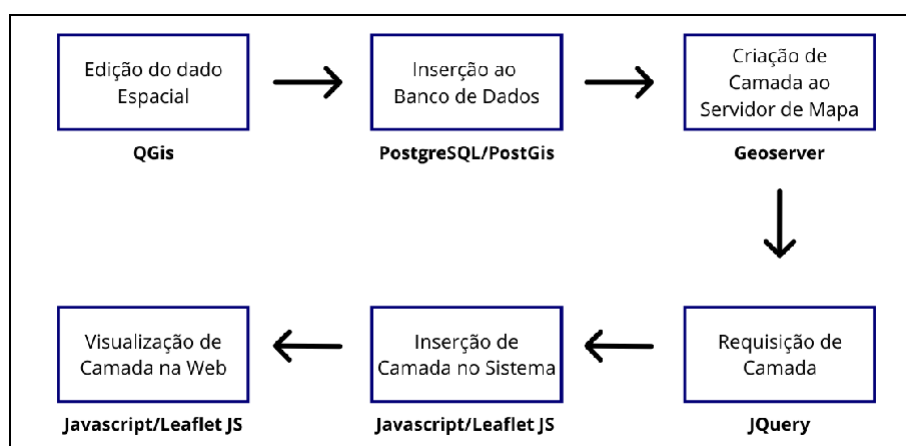 Edição do dado
Espacial
QGis
Inserção ao
Banco de Dados
PostgreSQL/PostGis
Criação de
Camada ao
Servidor de Mapa
Geoserver
Requisição de
Camada
JQuery
Inserção de
Camada no Sistema
Javascript/Leaflet JS
Visualização de
Camada na Web
Javascript/Leaflet JS